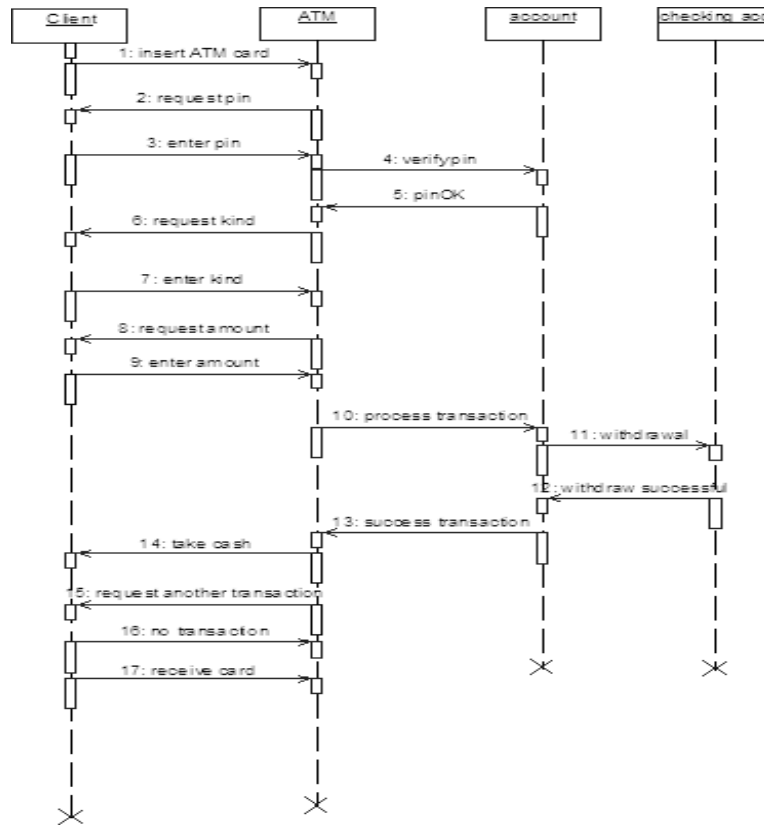 Client
ATM
account
checking acc
1: insert ATM card
2: request pin
3: enter pin
4: verify pin
5: pinOK
6: request kind
7: enter kind
8: request amount
9: enter amount
10: process transaction
11: withdrawal
12: withdraw successful
13: success transaction
14: take cash
15: request another transaction
16: no transaction
17: receive card